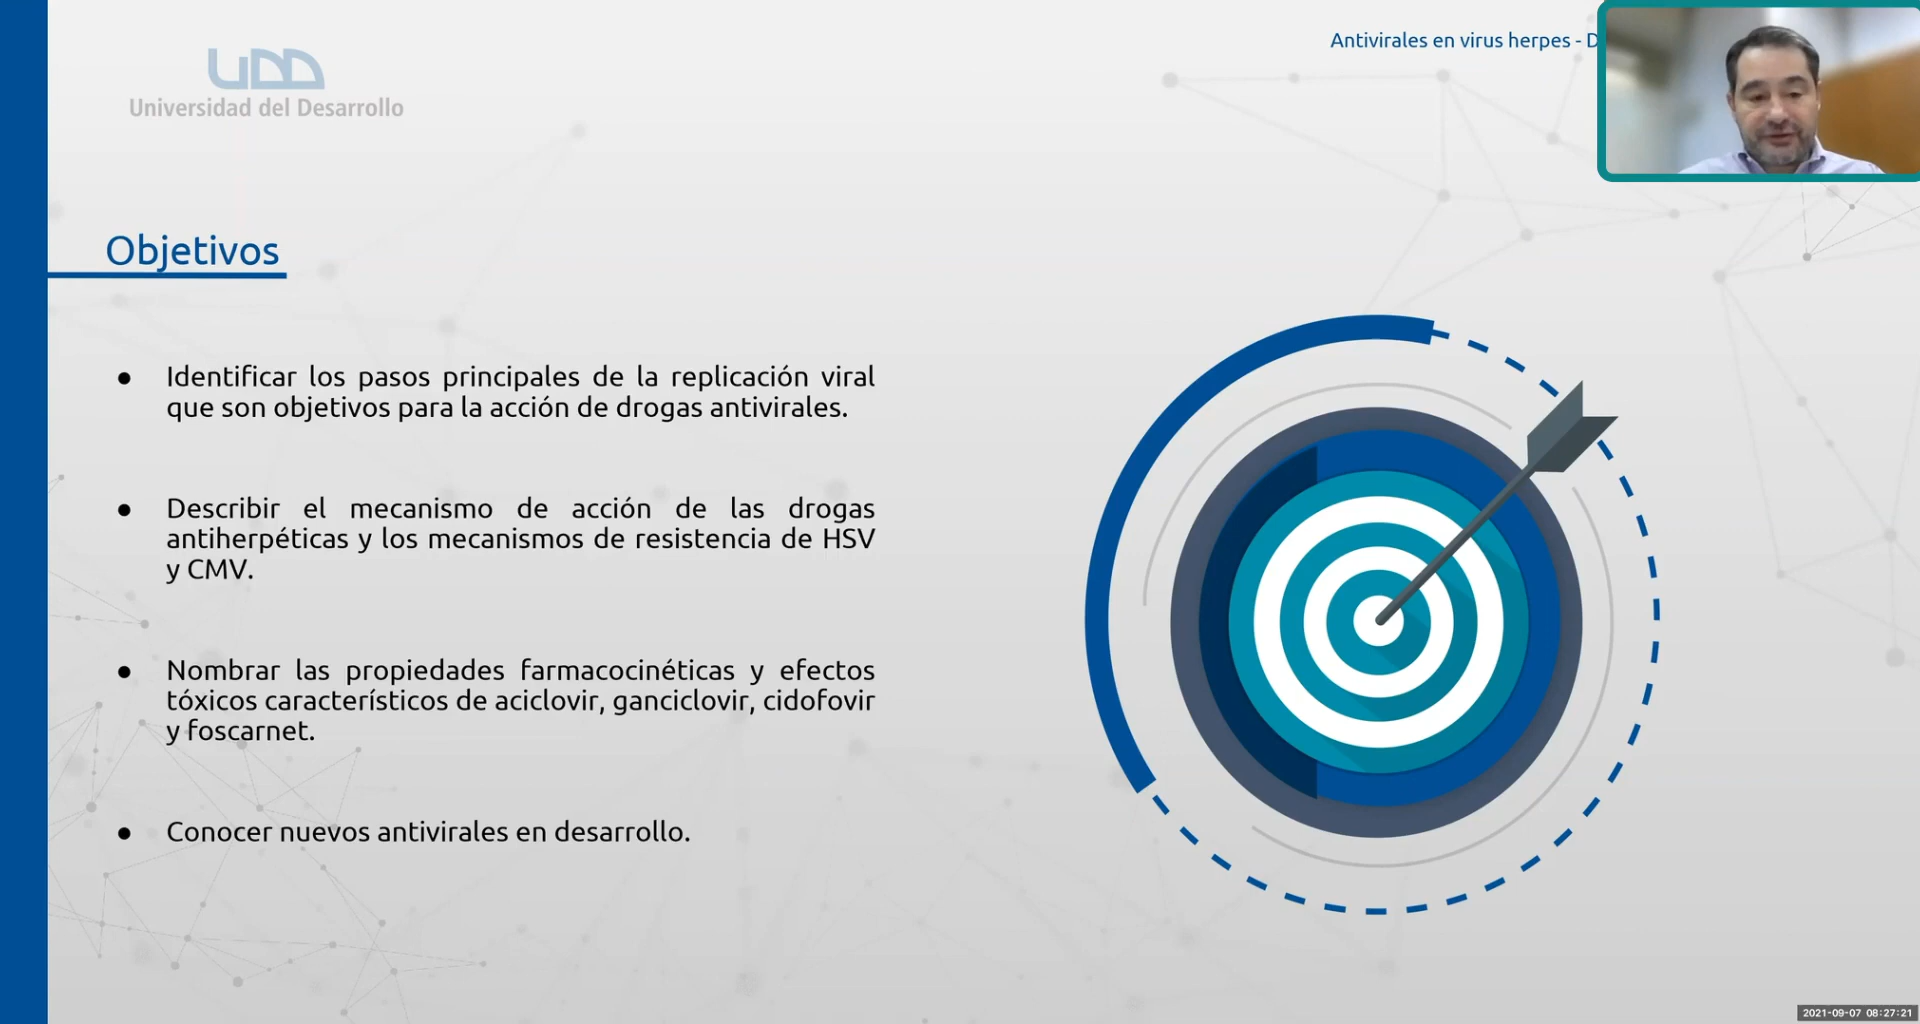 UDD
Universidad del Desarrollo
Antivirales en virus herpes - D
Objetivos
● Identificar los pasos principales de la replicación viral
que son objetivos para la acción de drogas antivirales.
● Describir el mecanismo de acción de las drogas
antiherpéticas y los mecanismos de resistencia de HSV
y CMV.
● Nombrar las propiedades farmacocinéticas y efectos
tóxicos característicos de aciclovir, ganciclovir, cidofovir
y foscarnet.
● Conocer nuevos antivirales en desarrollo.
2021-09-07 08:27:21